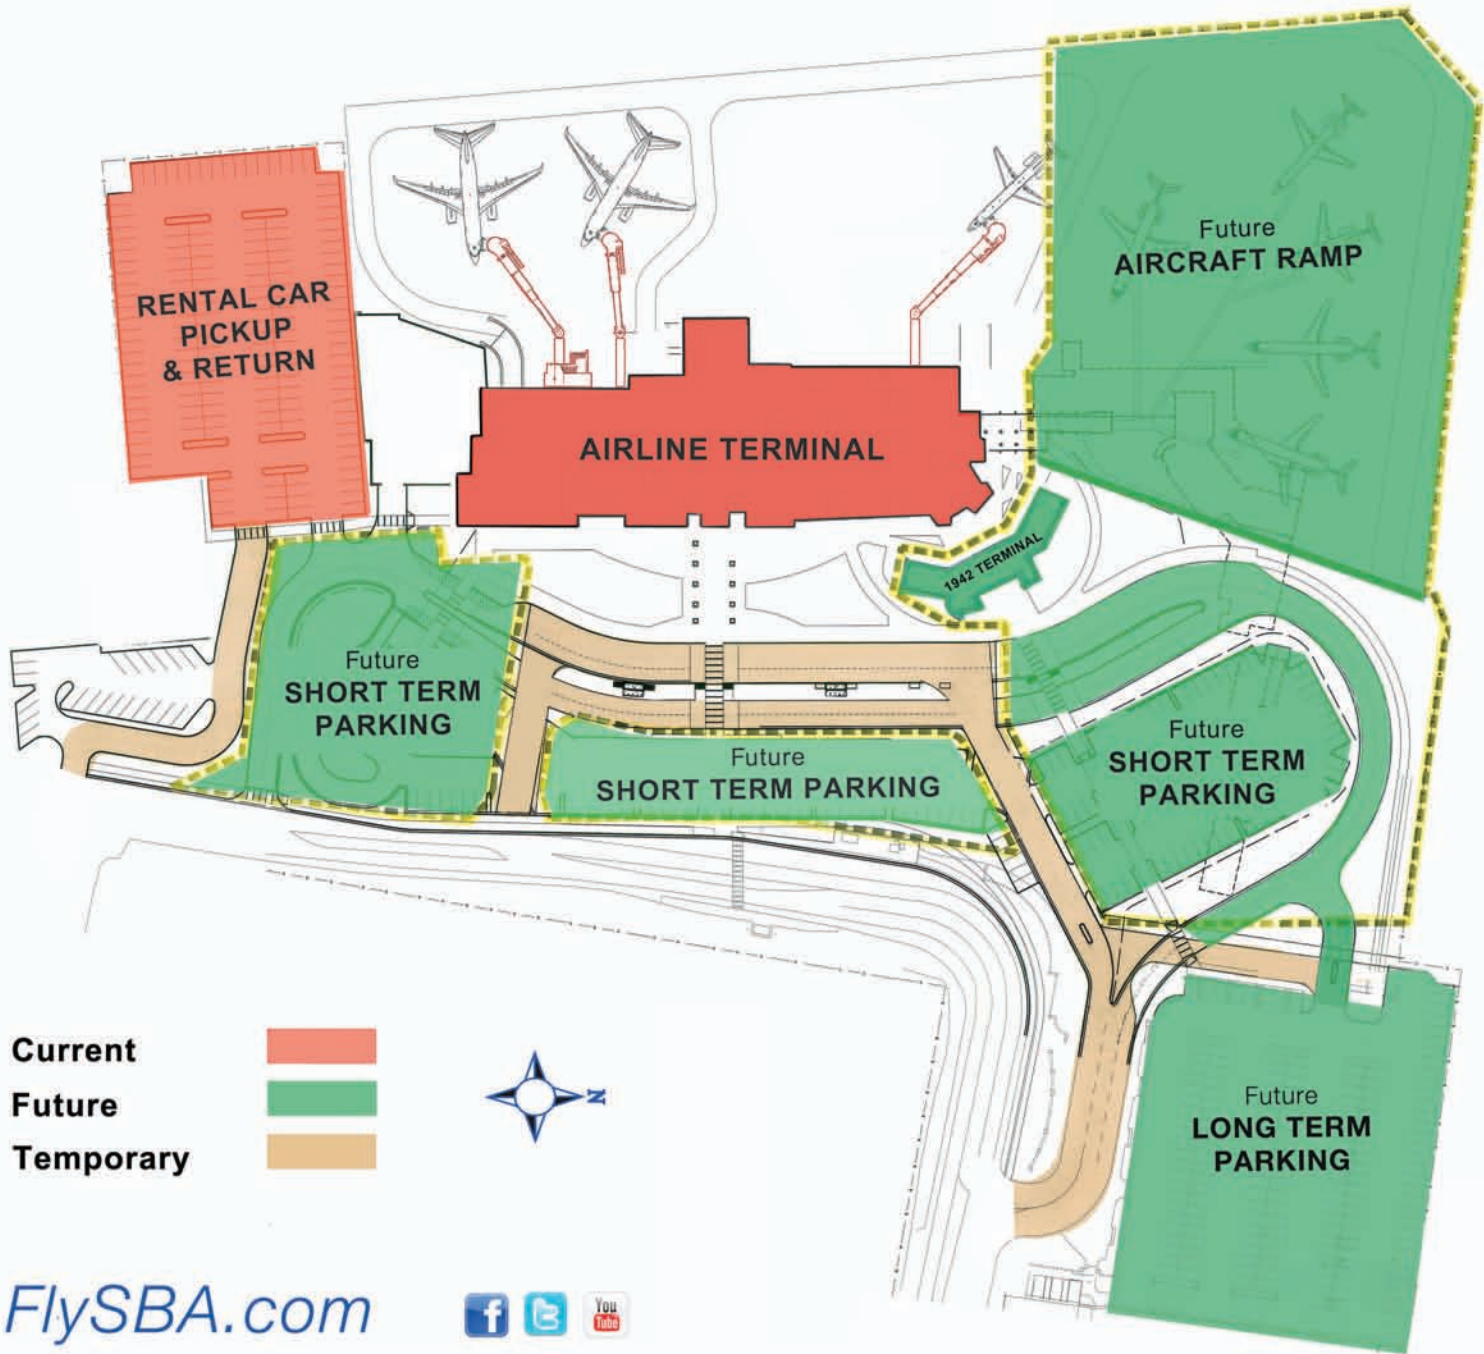 Future
AIRCRAFT RAMP
RENTAL CAR
PICKUP
& RETURN
AIRLINE TERMINAL
1942 TERMINAL
Future
SHORT TERM
PARKING
Future
SHORT TERM PARKING
Future
SHORT TERM
PARKING
Current
Future
Temporary
N
Future
LONG TERM
PARKING
FlySBA.com
f
t
You
Tube